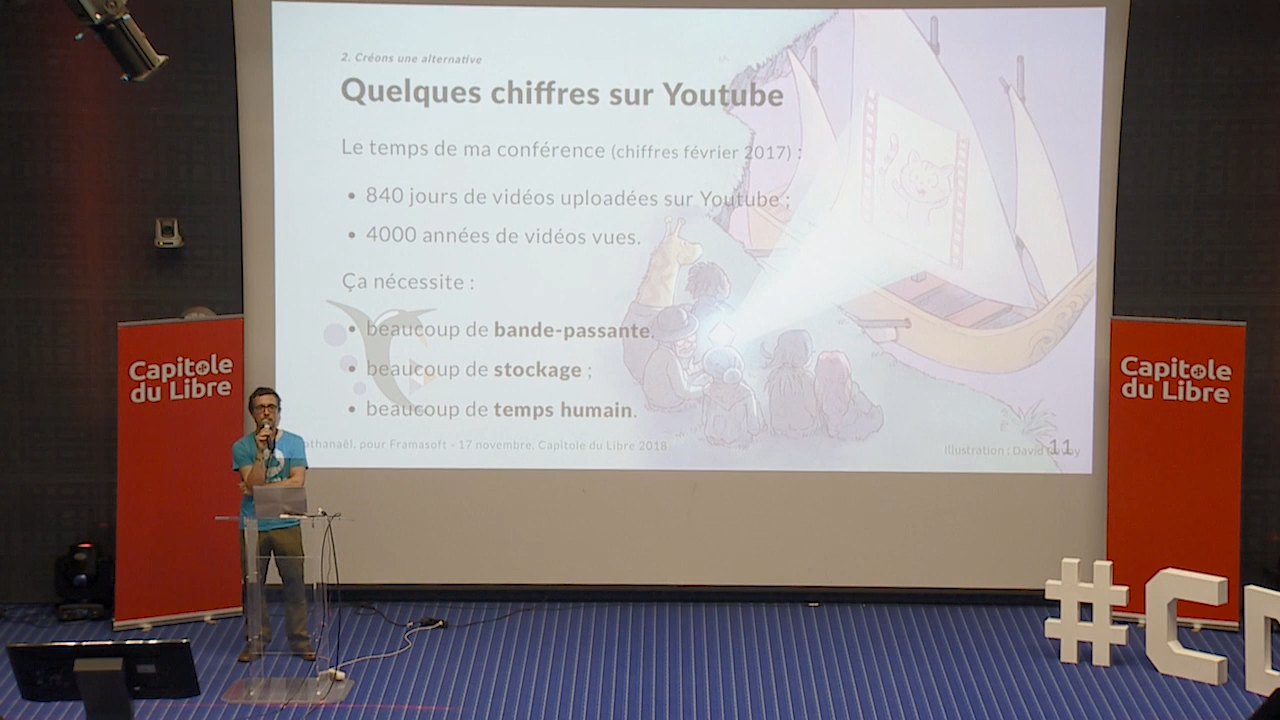 2. Créons une alternative
Quelques chiffres sur Youtube
Le temps de ma conférence (chiffres février 2017) :
• 840 jours de vidéos uploadées sur Youtube ;
• 4000 années de vidéos vues.
Ça nécessite :
• beaucoup de bande-passante.
• beaucoup de stockage ;
• beaucoup de temps humain.
pour Framasoft - 17 novembre, Capitole du Libre 2018
Illustration : David
11
Capitole
du Libre
Capitole
du Libre
#C